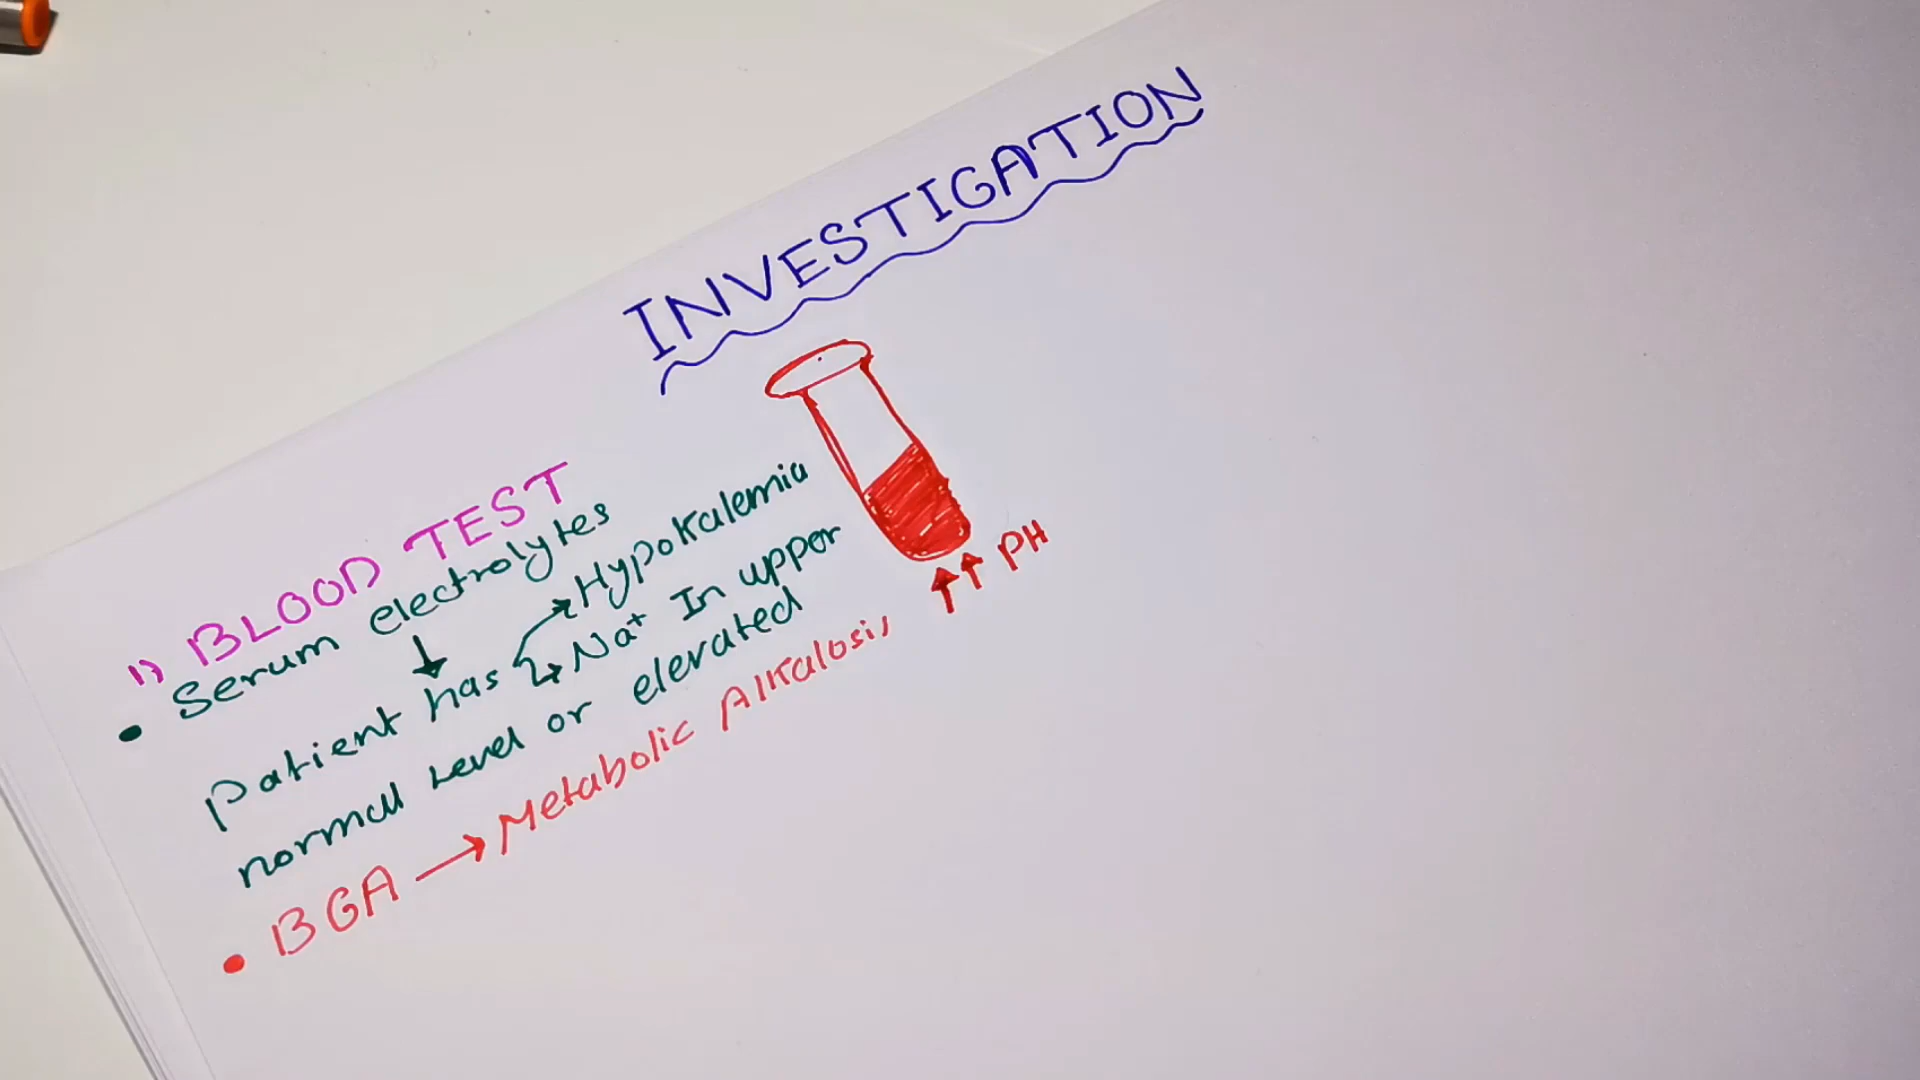 INVESTIGATION
1) BLOOD TEST
• Serum electrolytes
Patient has → Hypokalemia
→ Na+ In upper
normal Level or elevated
• BGA → Metabolic Alkalosis
↑↑ PH